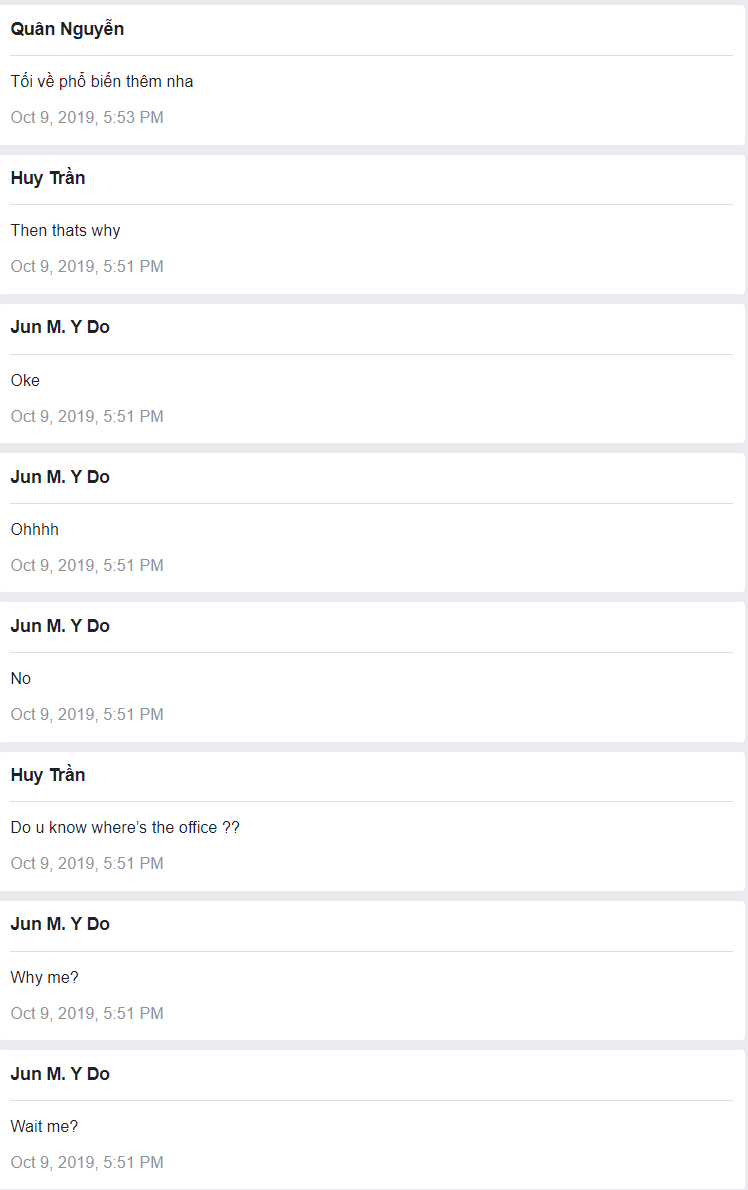 Quân Nguyễn
Tối về phổ biến thêm nha
Oct 9, 2019, 5:53 PM
Huy Trần
Then thats why
Oct 9, 2019, 5:51 PM
Jun M. Y Do
Oke
Oct 9, 2019, 5:51 PM
Jun M. Y Do
Ohhhh
Oct 9, 2019, 5:51 PM
Jun M. Y Do
No
Oct 9, 2019, 5:51 PM
Huy Trần
Do u know where’s the office ??
Oct 9, 2019, 5:51 PM
Jun M. Y Do
Why me?
Oct 9, 2019, 5:51 PM
Jun M. Y Do
Wait me?
Oct 9, 2019, 5:51 PM